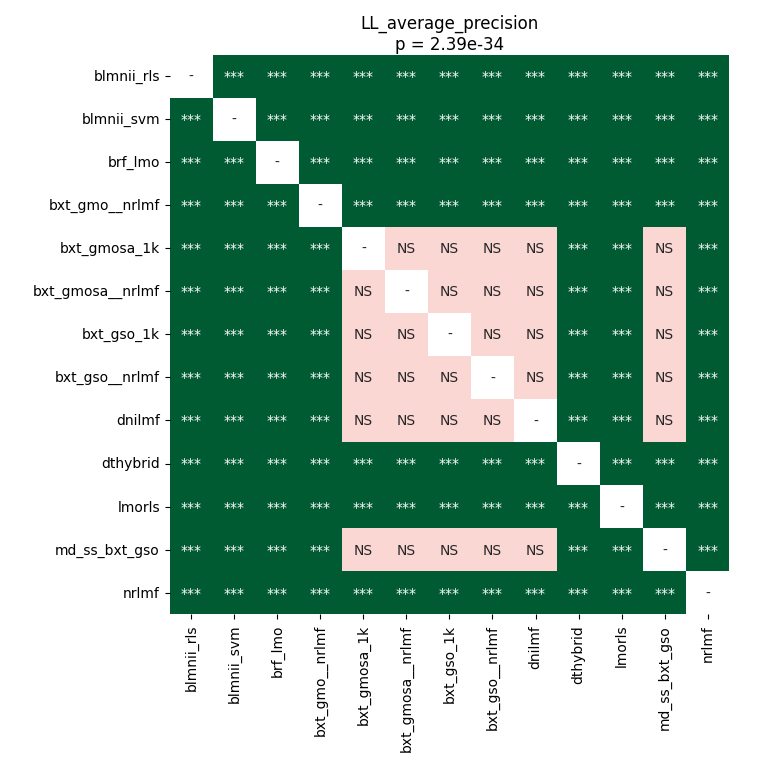 LL_average_precision
p = 2.39e-34
blmnii_rls - *** *** *** *** *** *** *** *** *** *** *** ***
blmnii_svm *** - *** *** *** *** *** *** *** *** *** *** ***
brf_lmo *** *** - *** *** *** *** *** *** *** *** *** ***
bxt_gmo__nrlmf *** *** *** - *** *** *** *** *** *** *** *** ***
bxt_gmosa_1k *** *** *** *** - NS NS NS NS *** *** NS ***
bxt_gmosa__nrlmf *** *** *** *** NS - NS NS NS *** *** NS ***
bxt_gso_1k *** *** *** *** NS NS - NS NS *** *** NS ***
bxt_gso__nrlmf *** *** *** *** NS NS NS - NS *** *** NS ***
dnilmf *** *** *** *** NS NS NS NS - *** *** NS ***
dthybrid *** *** *** *** *** *** *** *** *** - *** *** ***
lmorls *** *** *** *** *** *** *** *** *** *** - *** ***
md_ss_bxt_gso *** *** *** *** NS NS NS NS NS *** *** - ***
nrlmf *** *** *** *** *** *** *** *** *** *** *** *** -
blmnii_rls
blmnii_svm
brf_lmo
bxt_gmo__nrlmf
bxt_gmosa_1k
bxt_gmosa__nrlmf
bxt_gso_1k
bxt_gso__nrlmf
dnilmf
dthybrid
lmorls
md_ss_bxt_gso
nrlmf